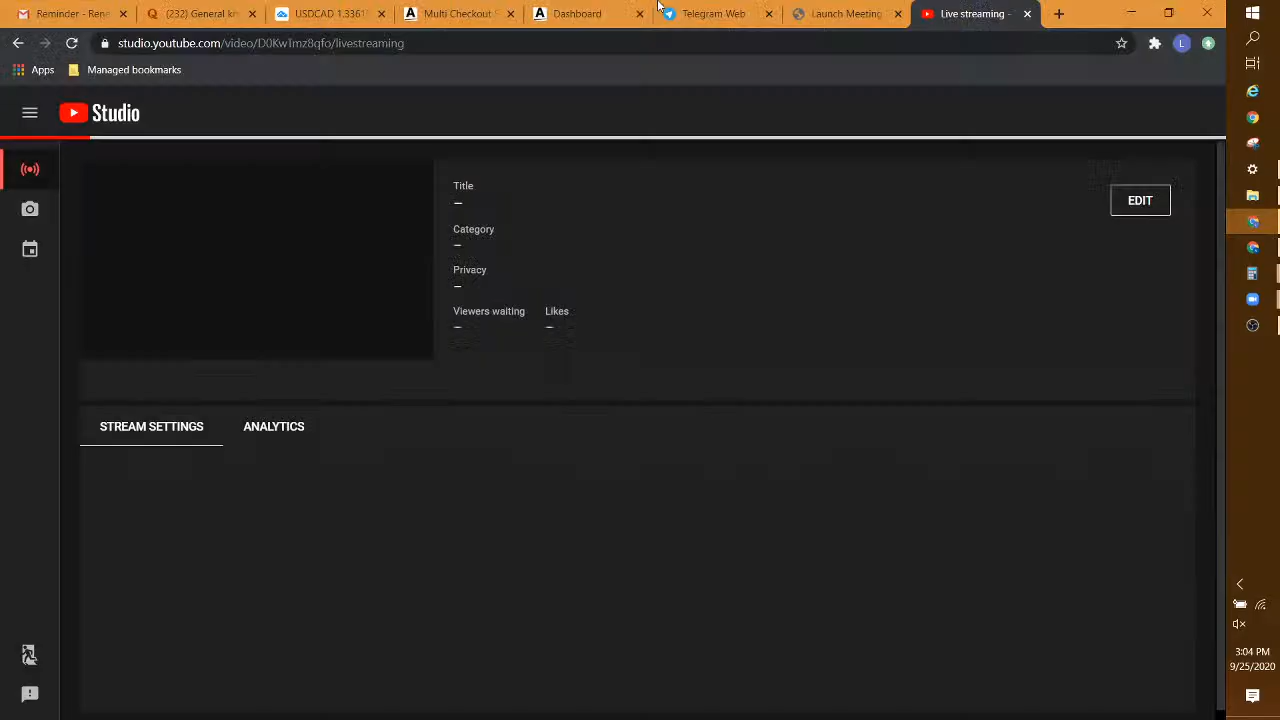 Reminder - Rene
(232) General kn
USDCAD 1.3361
Multi Checkout F
Dashboard
Telegram Web
Launch Meeting
Live streaming -
studio.youtube.com/video/D0Kw1mz8qfo/livestreaming
L
Apps
Managed bookmarks
Studio
Title
–
EDIT
Category
–
Privacy
–
Viewers waiting
Likes
–
–
STREAM SETTINGS
ANALYTICS
3:04 PM
9/25/2020